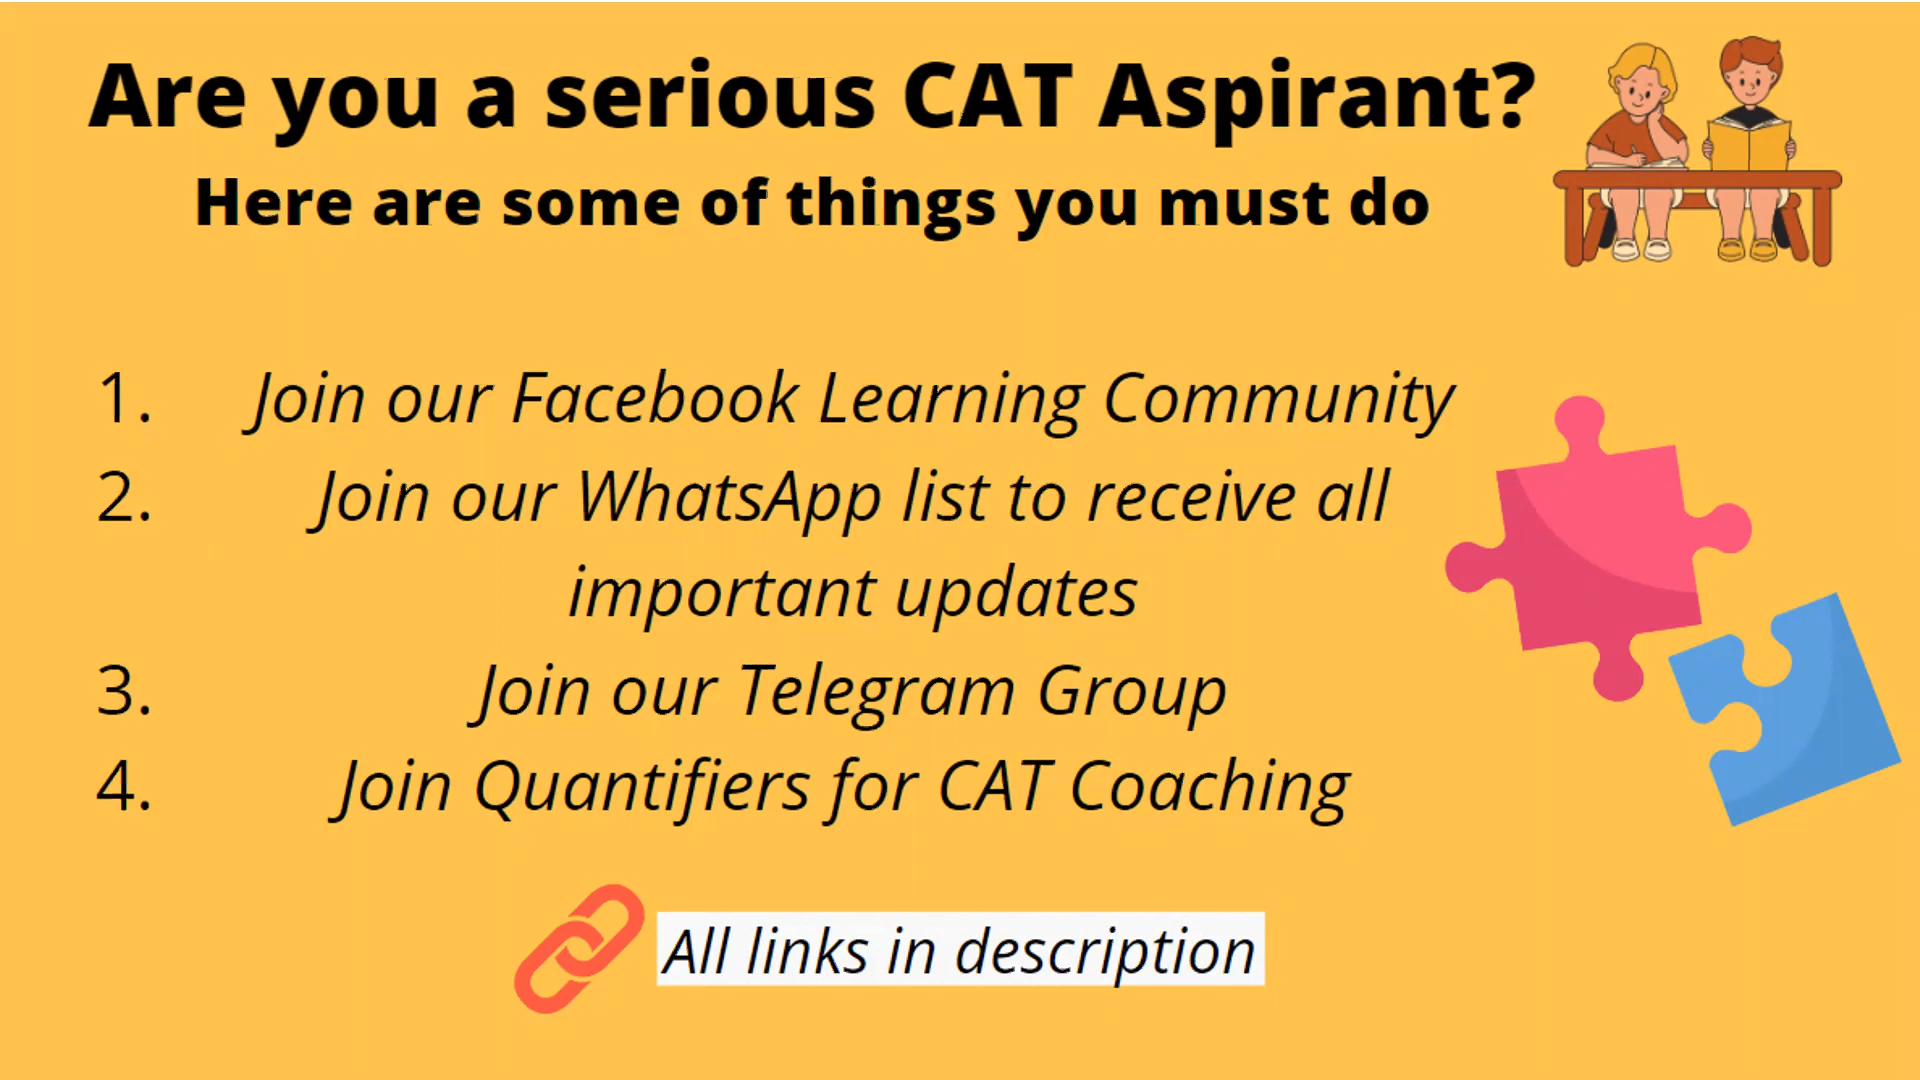 Are you a serious CAT Aspirant?
Here are some of things you must do
1. Join our Facebook Learning Community
2. Join our WhatsApp list to receive all
important updates
3. Join our Telegram Group
4. Join Quantifiers for CAT Coaching
All links in description